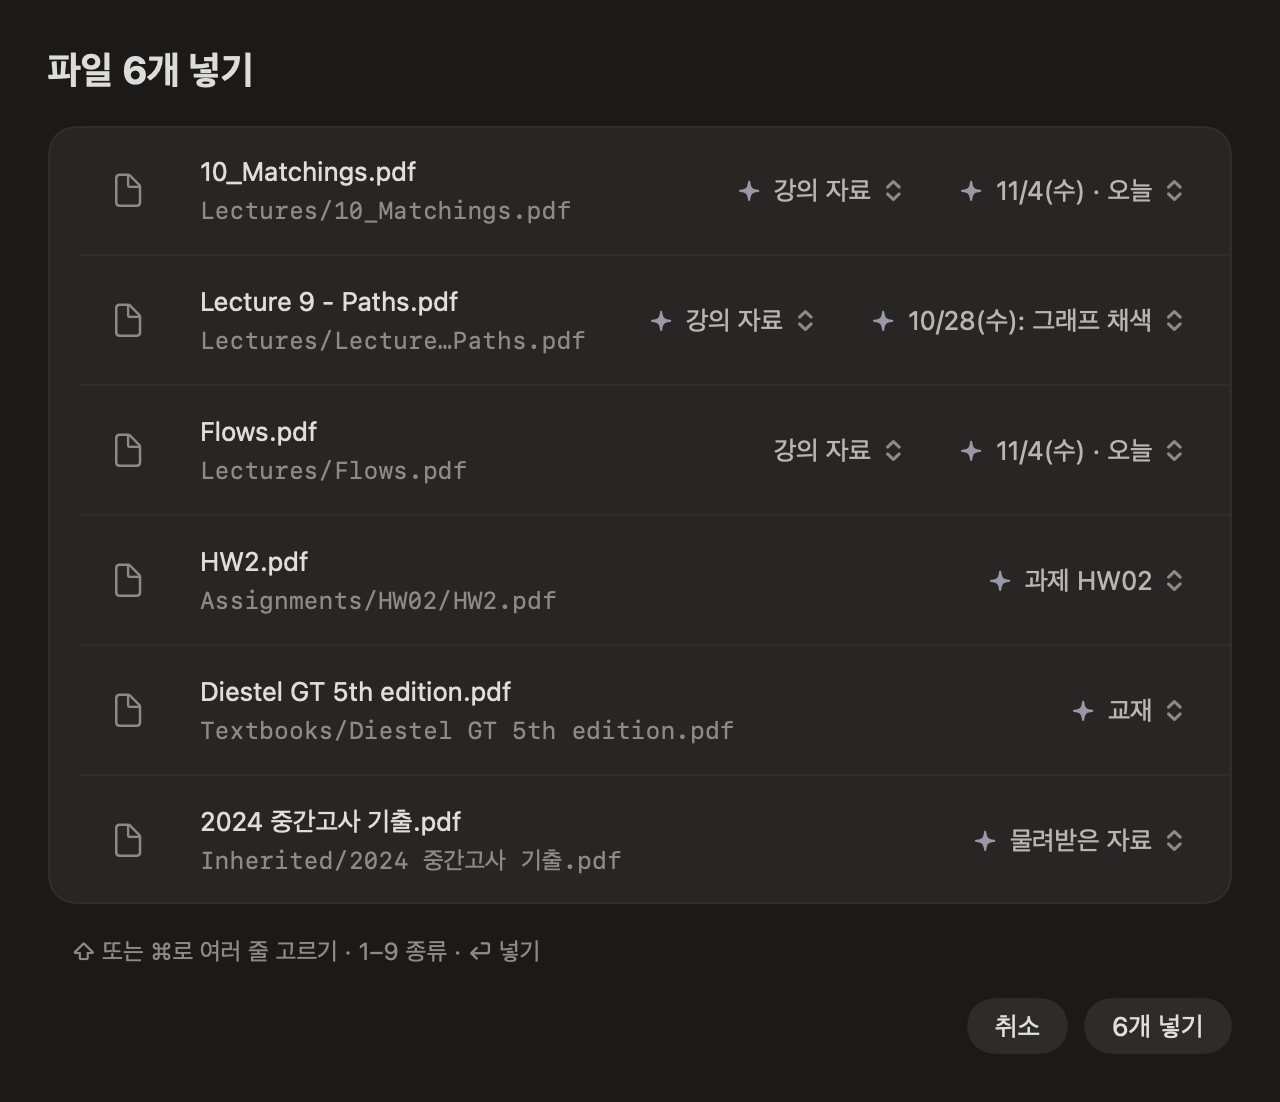 파일 6개 넣기
10_Matchings.pdf
Lectures/10_Matchings.pdf
강의 자료
11/4(수) · 오늘
Lecture 9 - Paths.pdf
Lectures/Lecture…Paths.pdf
강의 자료
10/28(수): 그래프 채색
Flows.pdf
Lectures/Flows.pdf
강의 자료
11/4(수) · 오늘
HW2.pdf
Assignments/HW02/HW2.pdf
과제 HW02
Diestel GT 5th edition.pdf
Textbooks/Diestel GT 5th edition.pdf
교재
2024 중간고사 기출.pdf
Inherited/2024 중간고사 기출.pdf
물려받은 자료
⇧ 또는 ⌘로 여러 줄 고르기 · 1–9 종류 · ↩ 넣기
취소
6개 넣기